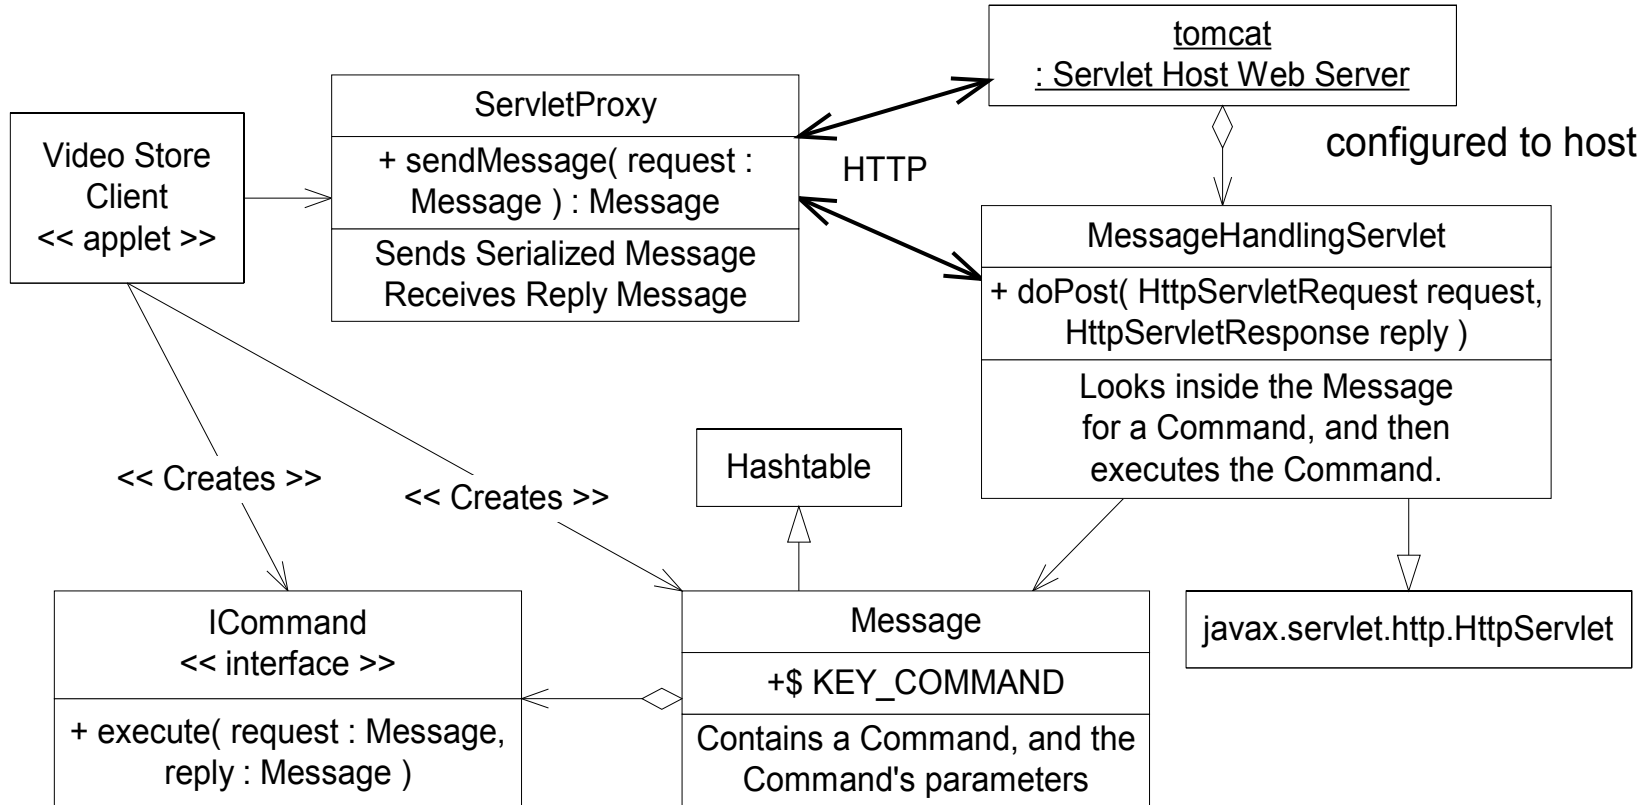 tomcat
: Servlet Host Web Server
configured to host
ServletProxy
+ sendMessage( request :
Message ) : Message
Sends Serialized Message
Receives Reply Message
Video Store
Client
<< applet >>
HTTP
MessageHandlingServlet
+ doPost( HttpServletRequest request,
HttpServletResponse reply )
Looks inside the Message
for a Command, and then
executes the Command.
Hashtable
<< Creates >>
<< Creates >>
ICommand
<< interface >>
+ execute( request : Message,
reply : Message )
Message
+$ KEY_COMMAND
Contains a Command, and the
Command's parameters
javax.servlet.http.HttpServlet